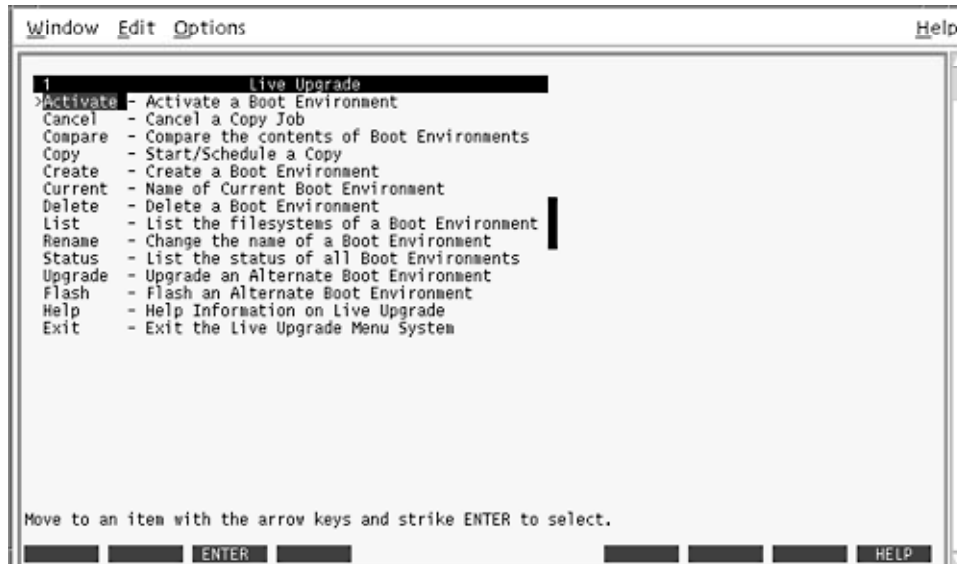 Window Edit Options Help
1 Live Upgrade
>Activate - Activate a Boot Environment
Cancel - Cancel a Copy Job
Compare - Compare the contents of Boot Environments
Copy - Start/Schedule a Copy
Create - Create a Boot Environment
Current - Name of Current Boot Environment
Delete - Delete a Boot Environment
List - List the filesystems of a Boot Environment
Rename - Change the name of a Boot Environment
Status - List the status of all Boot Environments
Upgrade - Upgrade an Alternate Boot Environment
Flash - Flash an Alternate Boot Environment
Help - Help Information on Live Upgrade
Exit - Exit the Live Upgrade Menu System
Move to an item with the arrow keys and strike ENTER to select.
ENTER HELP